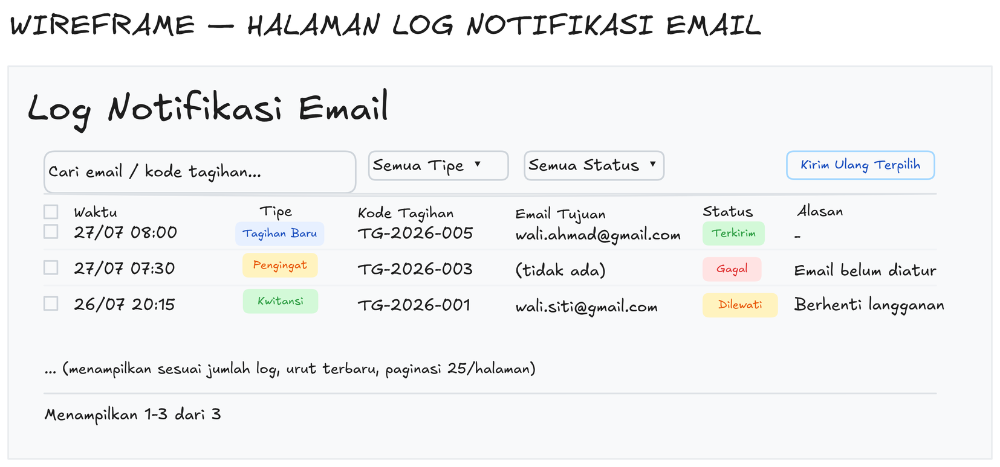 WIREFRAME — HALAMAN LOG NOTIFIKASI EMAIL
Log Notifikasi Email
Cari email / kode tagihan... Semua Tipe ▼ Semua Status ▼ Kirim Ulang Terpilih
Waktu Tipe Kode Tagihan Email Tujuan Status Alasan
27/07 08:00 Tagihan Baru TG-2026-005 wali.ahmad@gmail.com Terkirim -
27/07 07:30 Pengingat TG-2026-003 (tidak ada) Gagal Email belum diatur
26/07 20:15 Kwitansi TG-2026-001 wali.siti@gmail.com Dilewati Berhenti langganan
... (menampilkan sesuai jumlah log, urut terbaru, paginasi 25/halaman)
Menampilkan 1-3 dari 3